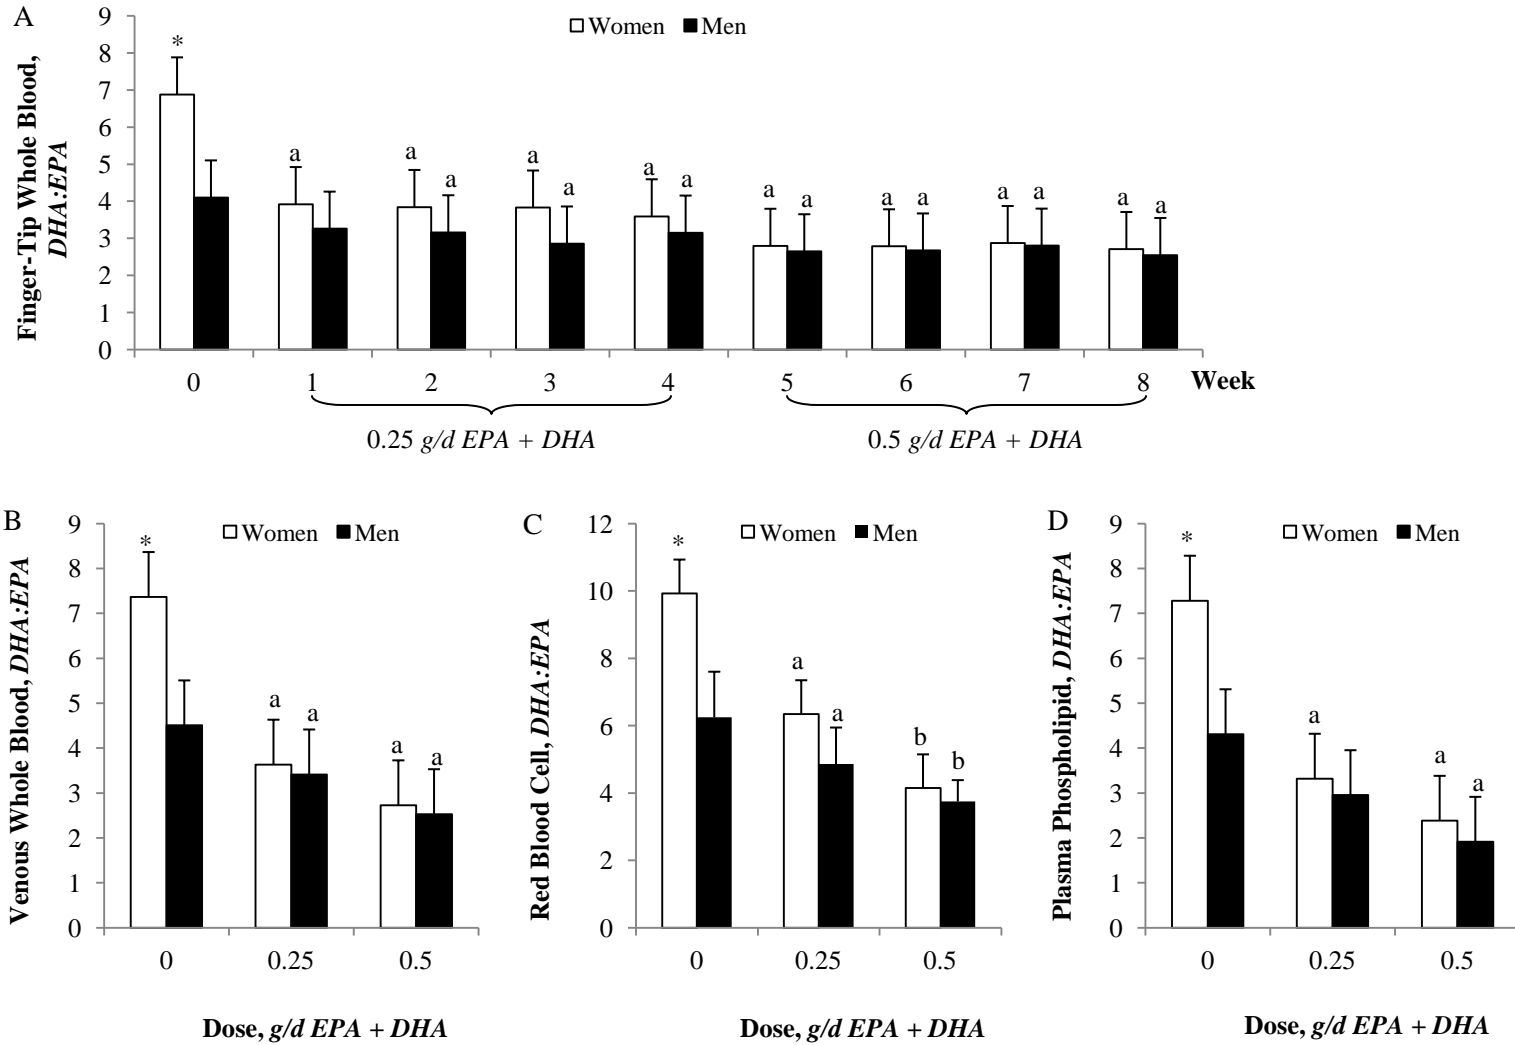 A
Women Men
Finger-Tip Whole Blood,
DHA:EPA
9
8
7
6
5
4
3
2
1
0
*
a
a a
a a
a a
a a
a a
a a
a a
0 1 2 3 4 5 6 7 8 Week
0.25 g/d EPA + DHA 0.5 g/d EPA + DHA
B
Women Men
Venous Whole Blood, DHA:EPA
9
8
7
6
5
4
3
2
1
0
*
a a
a a
0 0.25 0.5
Dose, g/d EPA + DHA
C
Women Men
Red Blood Cell, DHA:EPA
12
10
8
6
4
2
0
*
a a
b b
0 0.25 0.5
Dose, g/d EPA + DHA
D
Women Men
Plasma Phospholipid, DHA:EPA
9
8
7
6
5
4
3
2
1
0
*
a
a a
0 0.25 0.5
Dose, g/d EPA + DHA